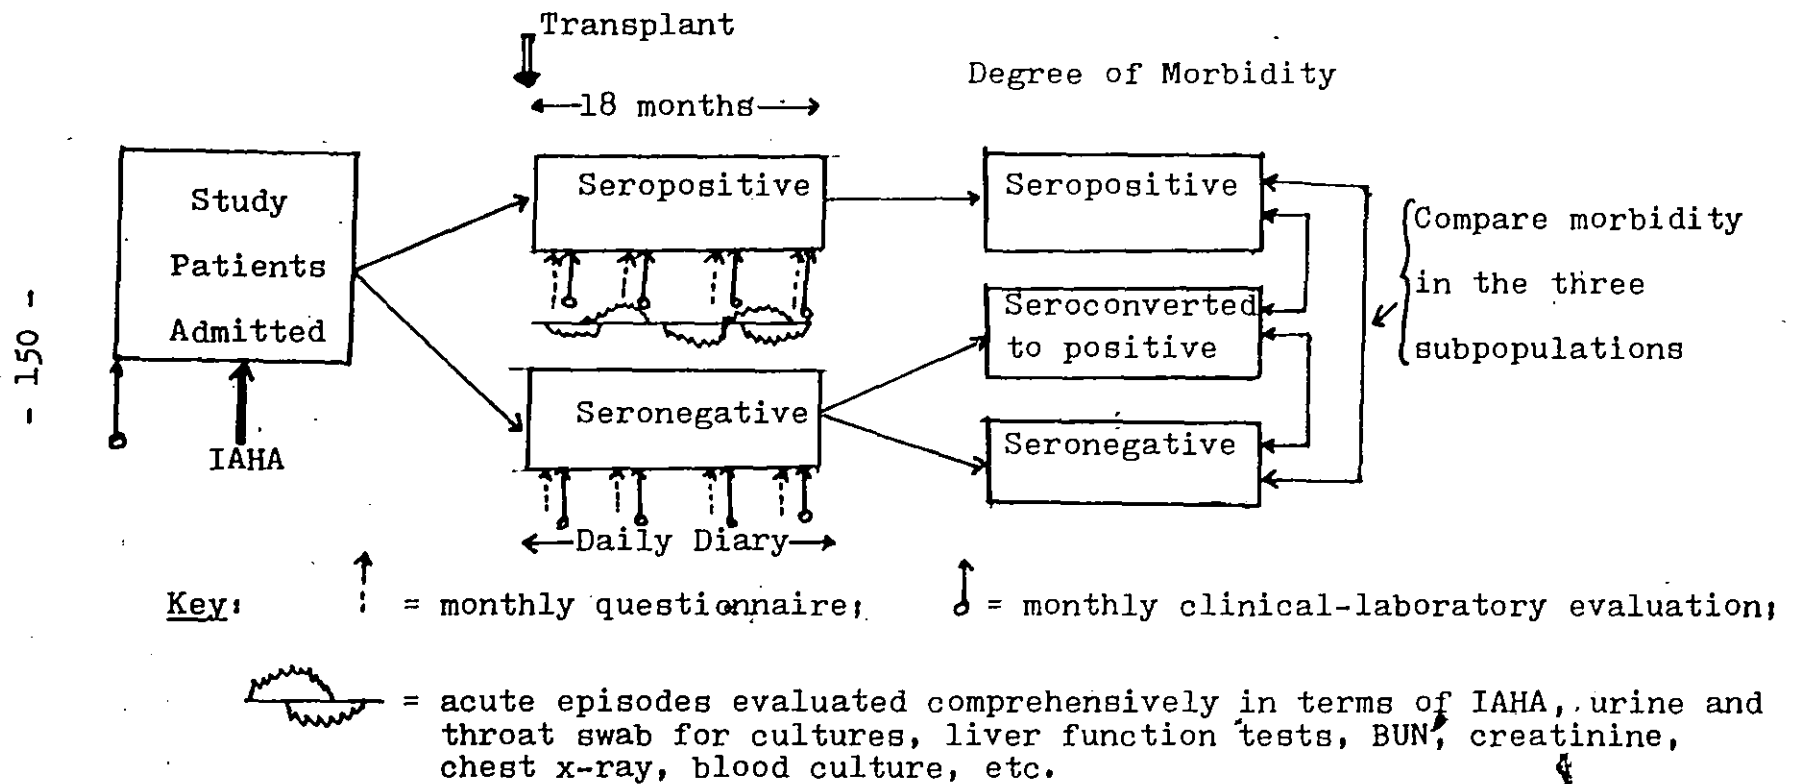 Transplant
Degree of Morbidity
18 months
Study
Patients
Admitted
IAHA
Seropositive
Seronegative
Daily Diary
Seropositive
Seroconverted
to positive
Seronegative
Compare morbidity
in the three
subpopulations
- 150 -
Key: = monthly questionnaire; = monthly clinical-laboratory evaluation;
= acute episodes evaluated comprehensively in terms of IAHA, urine and
throat swab for cultures, liver function tests, BUN, creatinine,
chest x-ray, blood culture, etc.